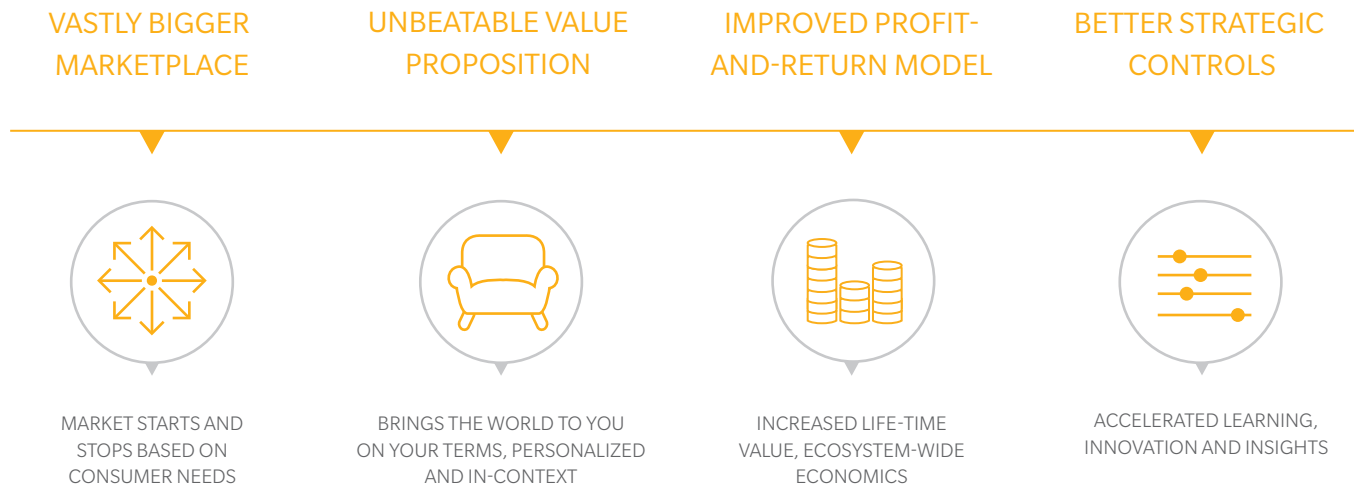 VASTLY BIGGER
MARKETPLACE
UNBEATABLE VALUE
PROPOSITION
IMPROVED PROFIT-
AND-RETURN MODEL
BETTER STRATEGIC
CONTROLS
MARKET STARTS AND
STOPS BASED ON
CONSUMER NEEDS
BRINGS THE WORLD TO YOU
ON YOUR TERMS, PERSONALIZED
AND IN-CONTEXT
INCREASED LIFE-TIME
VALUE, ECOSYSTEM-WIDE
ECONOMICS
ACCELERATED LEARNING,
INNOVATION AND INSIGHTS